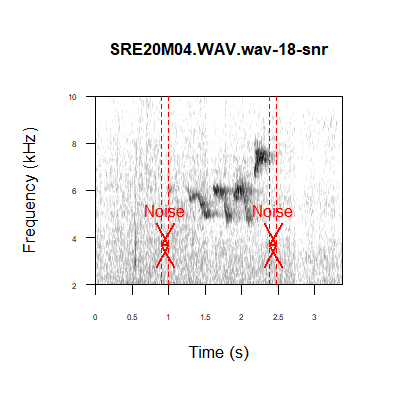 SRE20M04.WAV.wav-18-snr
Frequency (kHz)
10
8
6
4
2
Noise Noise
0 0.5 1 1.5 2 2.5 3
Time (s)